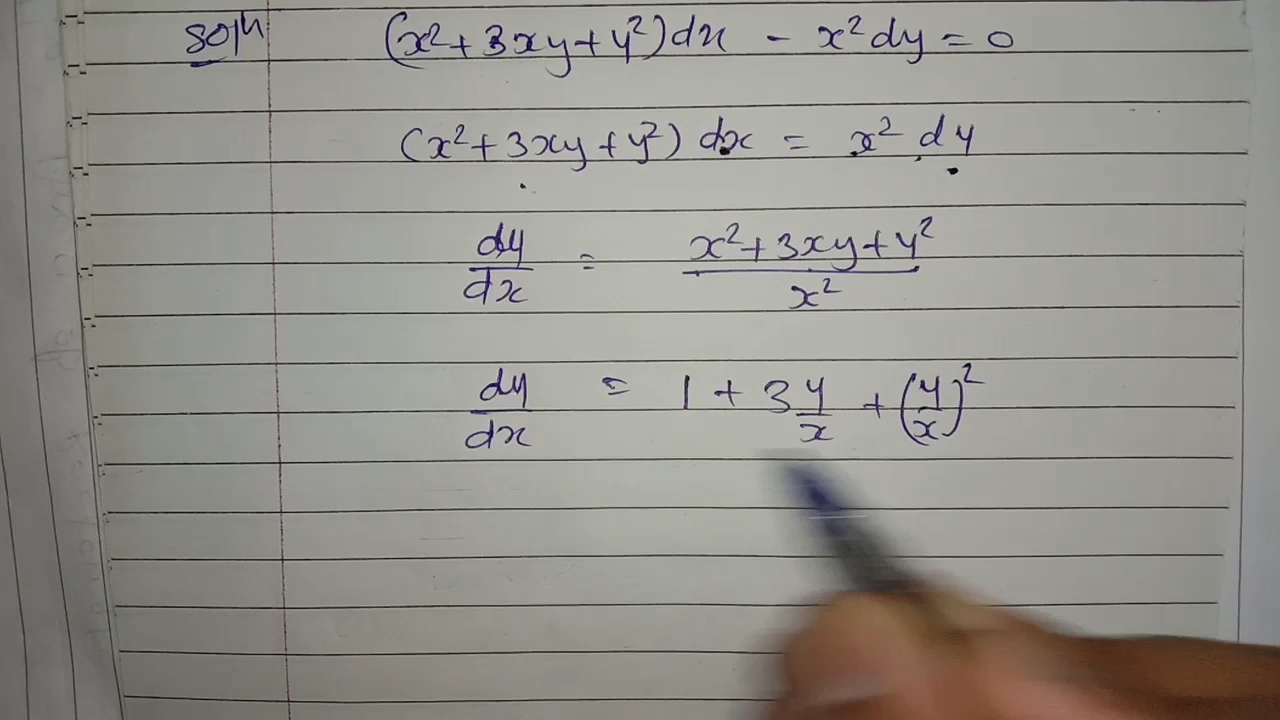 soln (x²+3xy+y²)dx - x²dy = 0
(x²+3xy+y²) dx = x² dy
dy/dx = x²+3xy+y²/x²
dy/dx = 1 + 3 y/x + (y/x)²